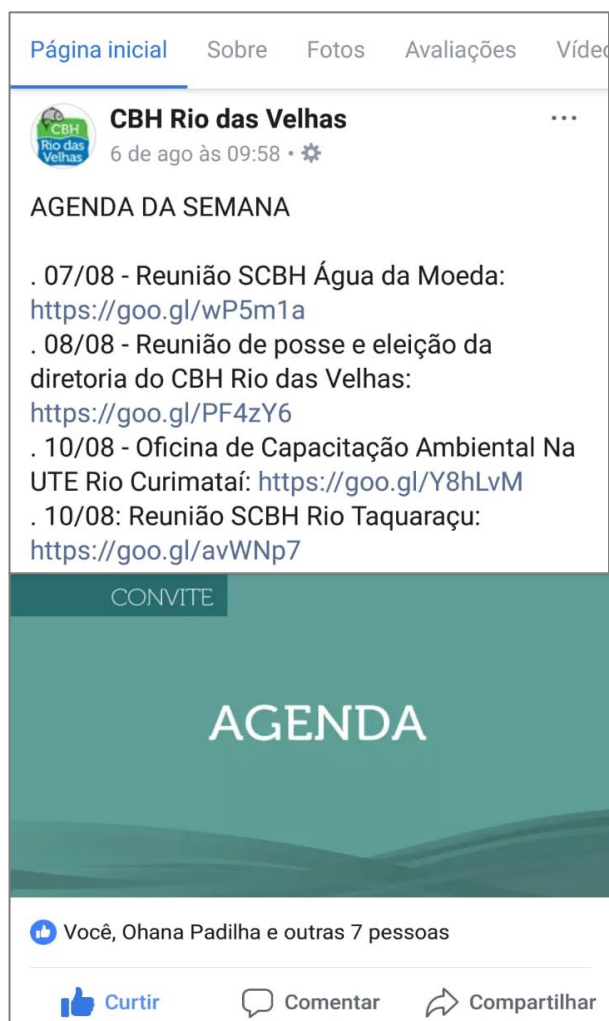 Página inicial Sobre Fotos Avaliações Víde
CBH
Rio das
Velhas
CBH Rio das Velhas
6 de ago às 09:58 •
AGENDA DA SEMANA
. 07/08 - Reunião SCBH Água da Moeda:
https://goo.gl/wP5m1a
. 08/08 - Reunião de posse e eleição da
diretoria do CBH Rio das Velhas:
https://goo.gl/PF4zY6
. 10/08 - Oficina de Capacitação Ambiental Na
UTE Rio Curimataí: https://goo.gl/Y8hLvM
. 10/08: Reunião SCBH Rio Taquaraçu:
https://goo.gl/avWNp7
CONVITE
AGENDA
Você, Ohana Padilha e outras 7 pessoas
Curtir Comentar Compartilhar